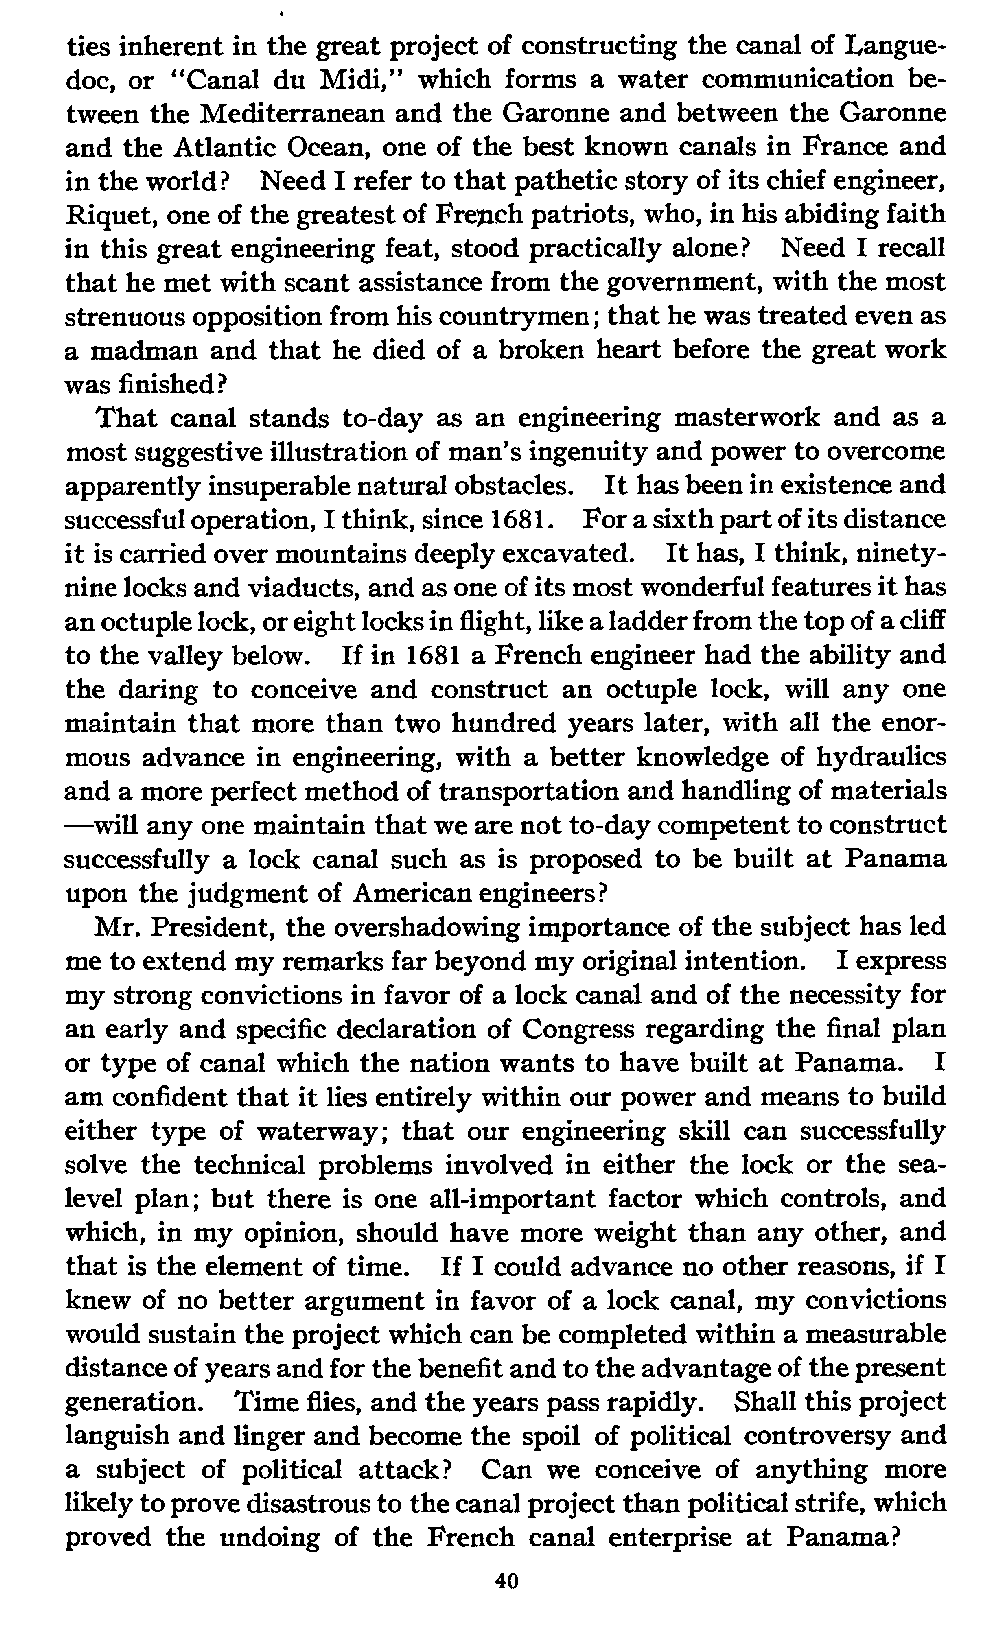 ties inherent in the great project of constructing the canal of Langue-
doc, or "Canal du Midi," which forms a water communication be-
tween the Mediterranean and the Garonne and between the Garonne
and the Atlantic Ocean, one of the best known canals in France and
in the world? Need I refer to that pathetic story of its chief engineer,
Riquet, one of the greatest of French patriots, who, in his abiding faith
in this great engineering feat, stood practically alone? Need I recall
that he met with scant assistance from the government, with the most
strenuous opposition from his countrymen; that he was treated even as
a madman and that he died of a broken heart before the great work
was finished?
That canal stands to-day as an engineering masterwork and as a
most suggestive illustration of man's ingenuity and power to overcome
apparently insuperable natural obstacles. It has been in existence and
successful operation, I think, since 1681. For a sixth part of its distance
it is carried over mountains deeply excavated. It has, I think, ninety-
nine locks and viaducts, and as one of its most wonderful features it has
an octuple lock, or eight locks in flight, like a ladder from the top of a cliff
to the valley below. If in 1681 a French engineer had the ability and
the daring to conceive and construct an octuple lock, will any one
maintain that more than two hundred years later, with all the enor-
mous advance in engineering, with a better knowledge of hydraulics
and a more perfect method of transportation and handling of materials
—will any one maintain that we are not to-day competent to construct
successfully a lock canal such as is proposed to be built at Panama
upon the judgment of American engineers?
Mr. President, the overshadowing importance of the subject has led
me to extend my remarks far beyond my original intention. I express
my strong convictions in favor of a lock canal and of the necessity for
an early and specific declaration of Congress regarding the final plan
or type of canal which the nation wants to have built at Panama. I
am confident that it lies entirely within our power and means to build
either type of waterway; that our engineering skill can successfully
solve the technical problems involved in either the lock or the sea-
level plan; but there is one all-important factor which controls, and
which, in my opinion, should have more weight than any other, and
that is the element of time. If I could advance no other reasons, if I
knew of no better argument in favor of a lock canal, my convictions
would sustain the project which can be completed within a measurable
distance of years and for the benefit and to the advantage of the present
generation. Time flies, and the years pass rapidly. Shall this project
languish and linger and become the spoil of political controversy and
a subject of political attack? Can we conceive of anything more
likely to prove disastrous to the canal project than political strife, which
proved the undoing of the French canal enterprise at Panama?
40